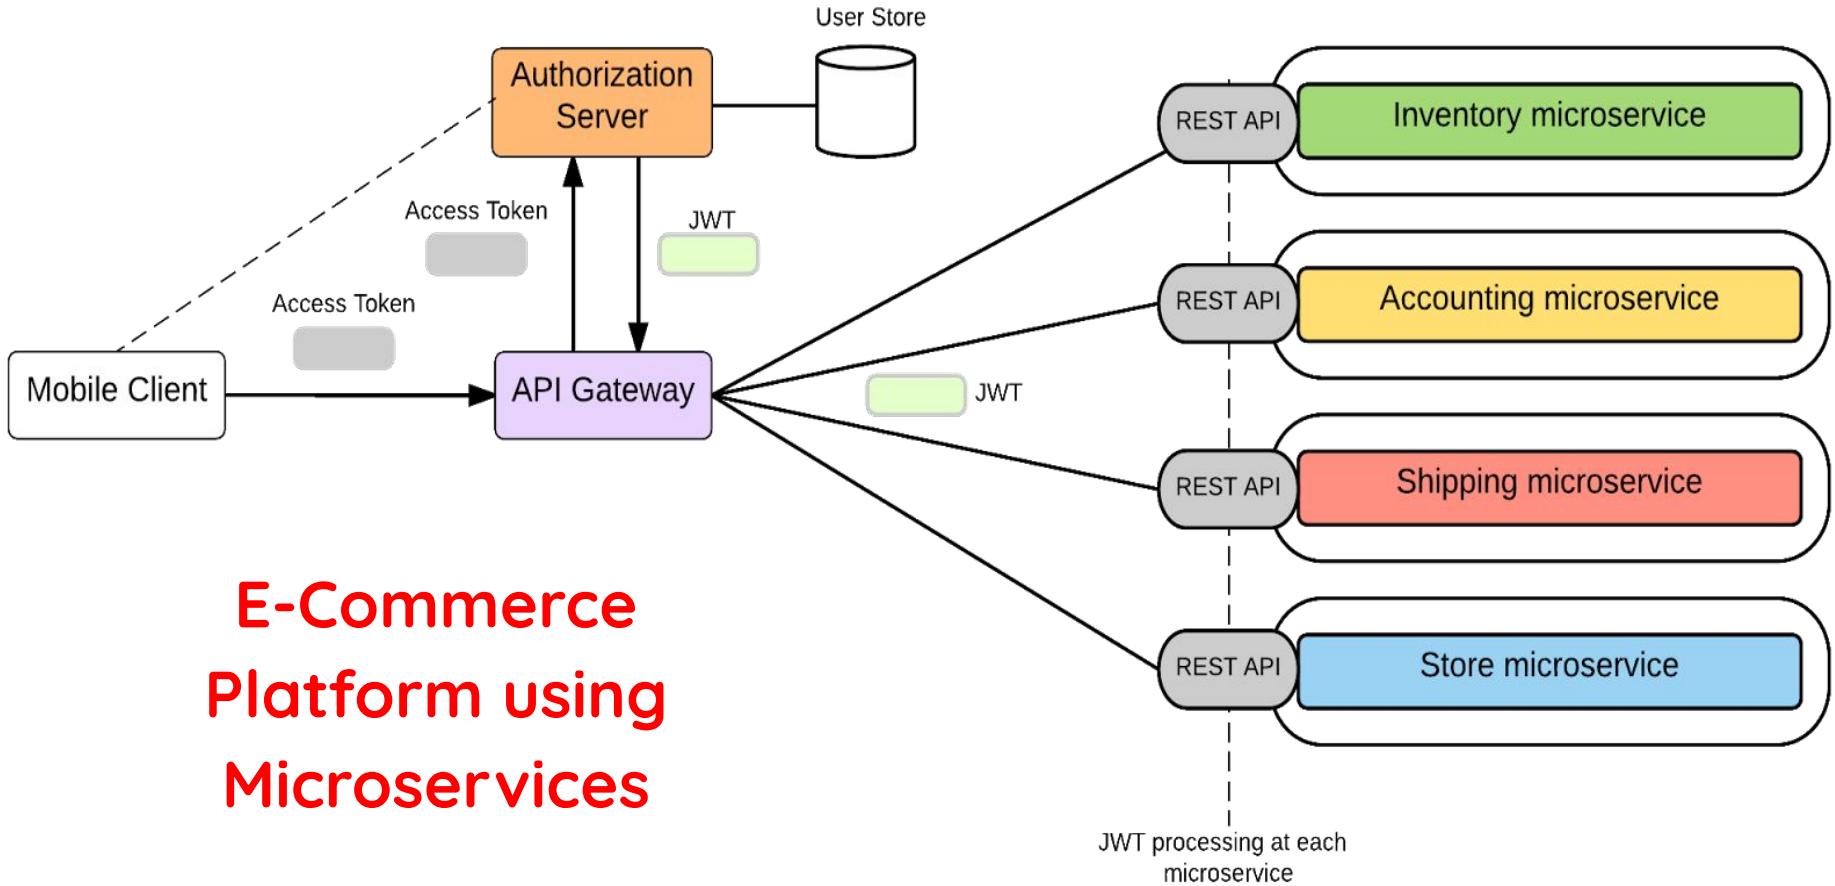 User Store
Authorization
Server
Access Token
JWT
Access Token
Mobile Client
API Gateway
JWT
REST API
Inventory microservice
REST API
Accounting microservice
REST API
Shipping microservice
REST API
Store microservice
E-Commerce
Platform using
Microservices
JWT processing at each
microservice